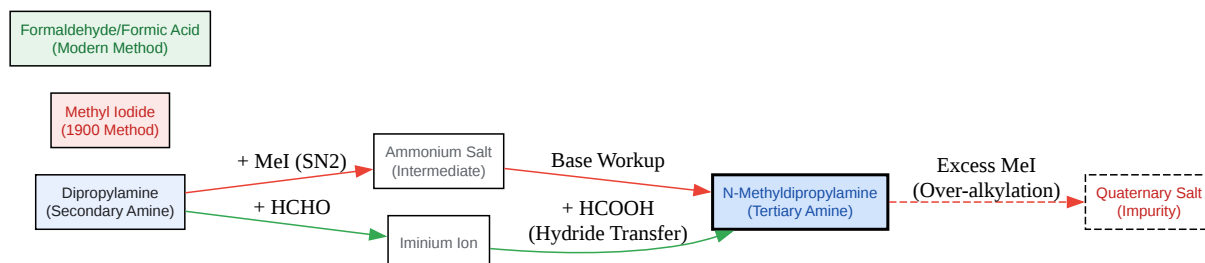 Formaldehyde/Formic Acid
(Modern Method)
Methyl Iodide
(1900 Method)
Dipropylamine
(Secondary Amine)
+ MeI (SN2)
+ HCHO
Ammonium Salt
(Intermediate)
Iminium Ion
Base Workup
+ HCOOH
(Hydride Transfer)
N-Methyldipropylamine
(Tertiary Amine)
Excess MeI
(Over-alkylation)
Quaternary Salt
(Impurity)